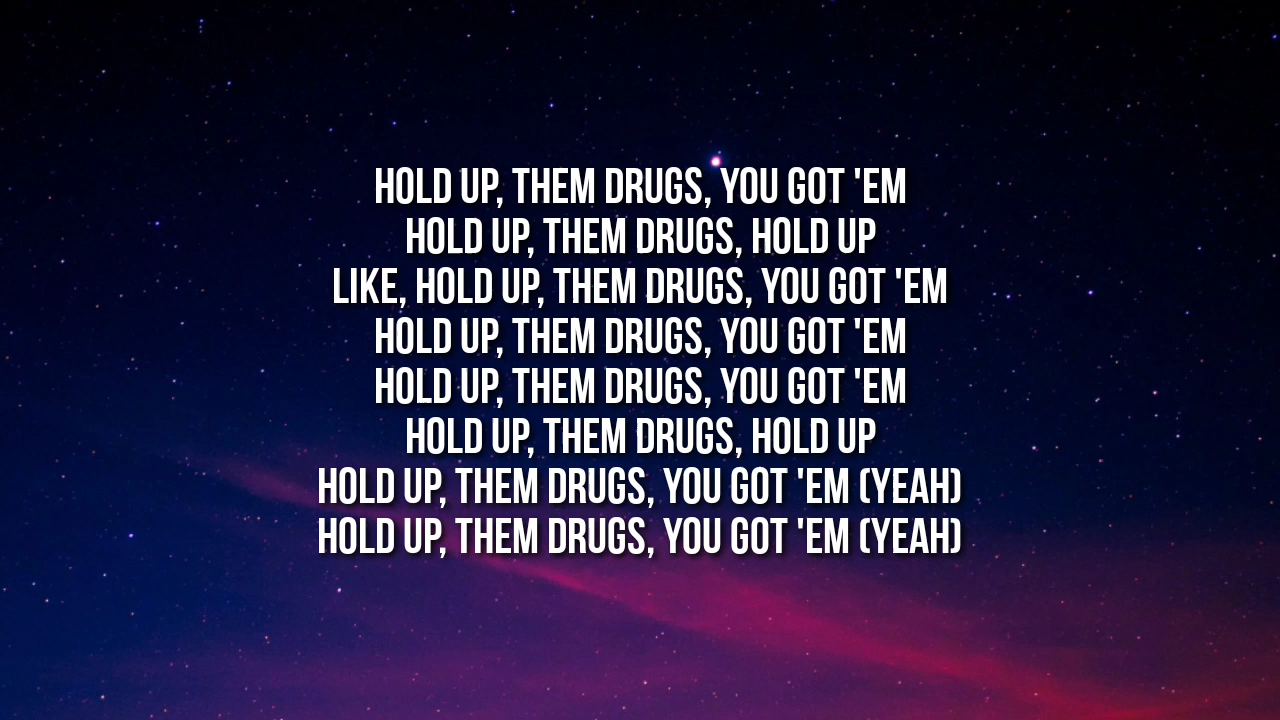 HOLD UP, THEM DRUGS, YOU GOT 'EM
HOLD UP, THEM DRUGS, HOLD UP
LIKE, HOLD UP, THEM DRUGS, YOU GOT 'EM
HOLD UP, THEM DRUGS, YOU GOT 'EM
HOLD UP, THEM DRUGS, YOU GOT 'EM
HOLD UP, THEM DRUGS, HOLD UP
HOLD UP, THEM DRUGS, YOU GOT 'EM (YEAH)
HOLD UP, THEM DRUGS, YOU GOT 'EM (YEAH)